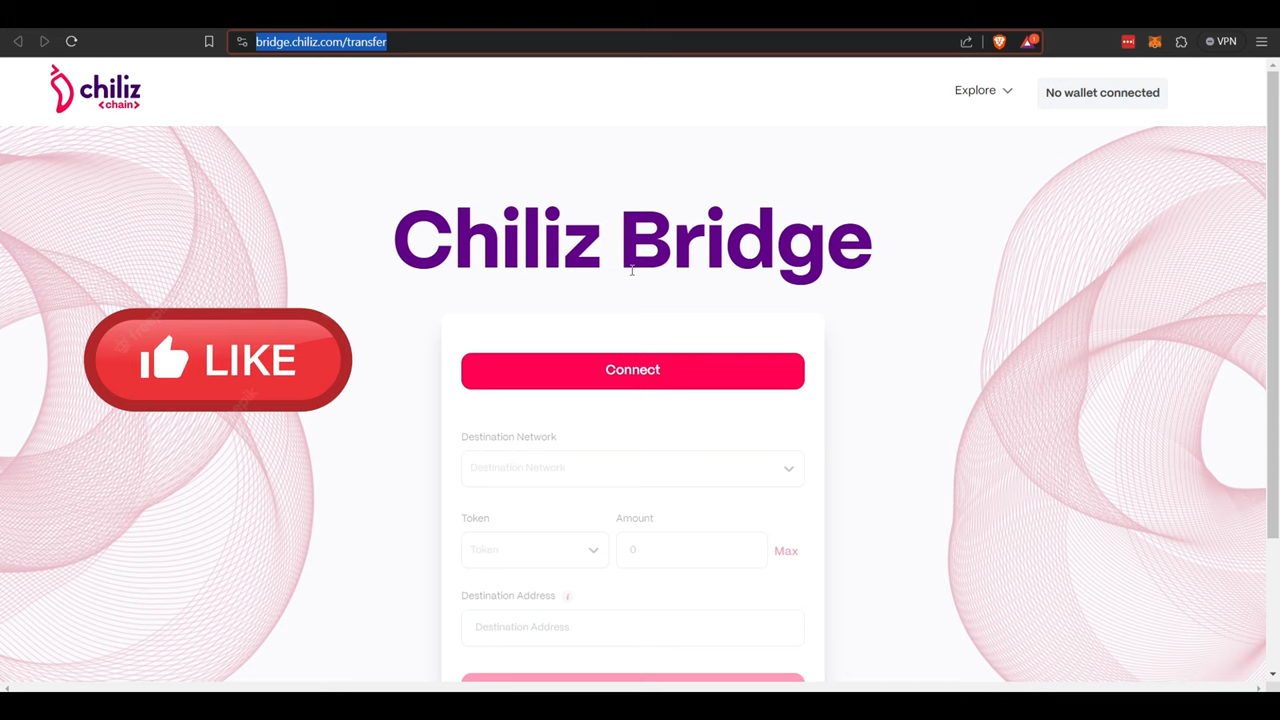 bridge.chiliz.com/transfer
1
VPN
chiliz
<chain>
Explore
No wallet connected
Chiliz Bridge
LIKE
Connect
Destination Network
Destination Network
Token
Amount
Token
0
Max
Destination Address i
Destination Address